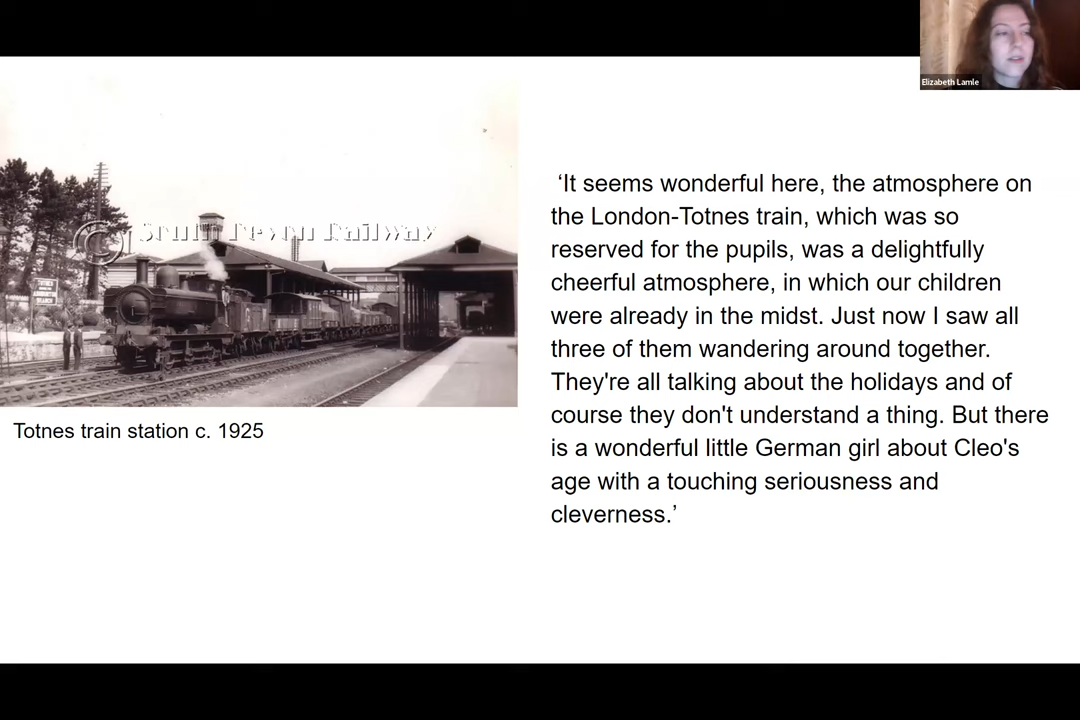 Elizabeth Lamle
‘It seems wonderful here, the atmosphere on
the London-Totnes train, which was so
reserved for the pupils, was a delightfully
cheerful atmosphere, in which our children
were already in the midst. Just now I saw all
three of them wandering around together.
They're all talking about the holidays and of
course they don't understand a thing. But there
is a wonderful little German girl about Cleo's
age with a touching seriousness and
cleverness.’
© South Devon Railway
Totnes train station c. 1925